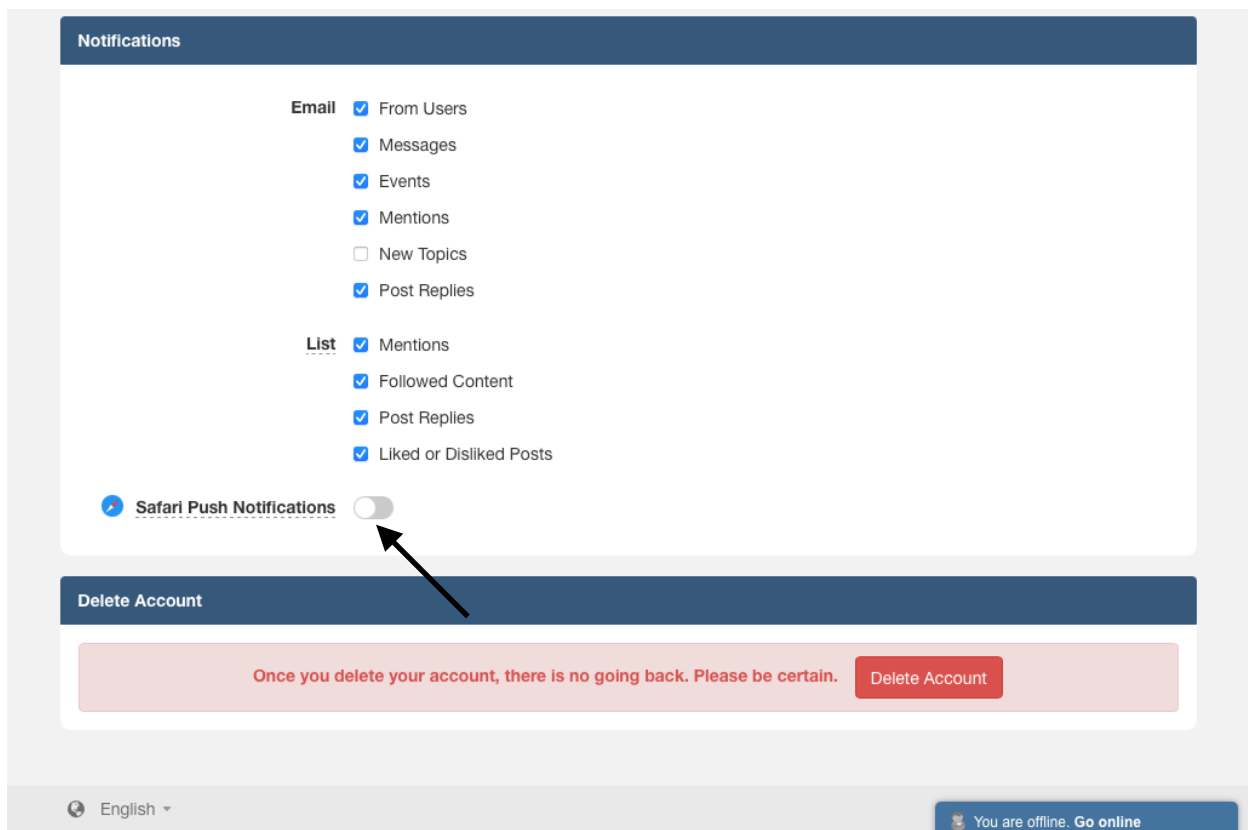 Notifications
Email From Users
Messages
Events
Mentions
New Topics
Post Replies
List Mentions
Followed Content
Post Replies
Liked or Disliked Posts
Safari Push Notifications
Delete Account
Once you delete your account, there is no going back. Please be certain. Delete Account
English
You are offline. Go online